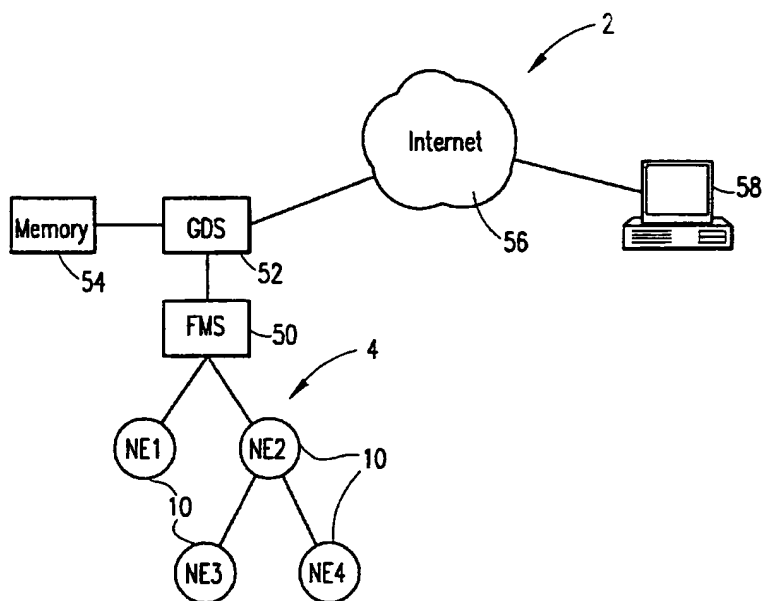 2
Internet
58
56
Memory
GDS
54
52
FMS
50
4
NE1
NE2
10
10
NE3
NE4